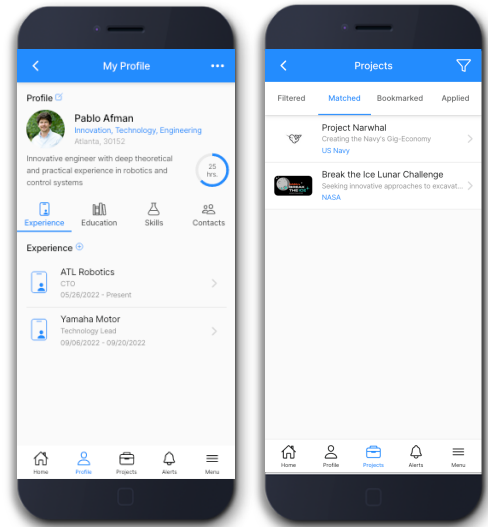 My Profile
Profile
Pablo Afman
Innovation, Technology, Engineering
Atlanta, 30152
Innovative engineer with deep theoretical
and practical experience in robotics and
control systems
25
hrs.
Experience
Education
Skills
Contacts
Experience
ATL Robotics
CTO
05/26/2022 - Present
Yamaha Motor
Technology Lead
09/06/2022 - 09/20/2022
Home
Profile
Projects
Alerts
Menu
Projects
Filtered
Matched
Bookmarked
Applied
Project Narwhal
Creating the Navy's Gig-Economy
US Navy
BREAK
THE ICE
Break the Ice Lunar Challenge
Seeking innovative approaches to excavat...
NASA
Home
Profile
Projects
Alerts
Menu